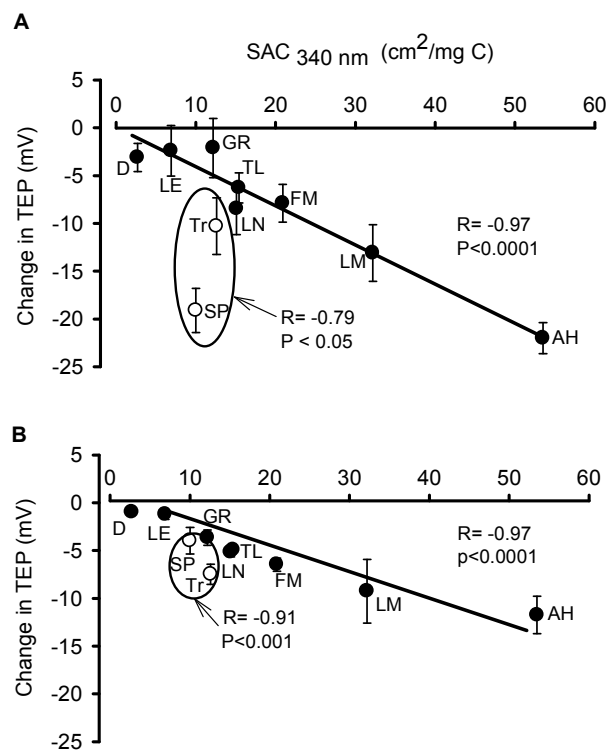 A
SAC 340 nm (cm2/mg C)
5
0 10 20 30 40 50 60
0
-5
-10
-15
-20
-25
Change in TEP (mV)
D
LE
GR
TL
LN
FM
Tr
SP
LM
AH
R= -0.97
P<0.0001
R= -0.79
P < 0.05
B
5
0 10 20 30 40 50 60
0
-5
-10
-15
-20
-25
Change in TEP (mV)
D
LE
GR
SP
Tr
LN
TL
FM
LM
AH
R= -0.97
p<0.0001
R= -0.91
P<0.001